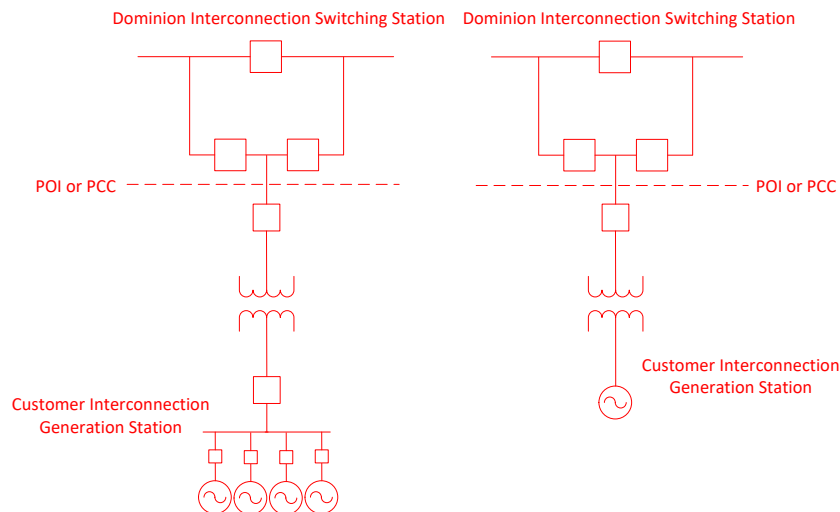 Dominion Interconnection Switching Station
Dominion Interconnection Switching Station
POI or PCC
POI or PCC
Customer Interconnection
Generation Station
Customer Interconnection
Generation Station